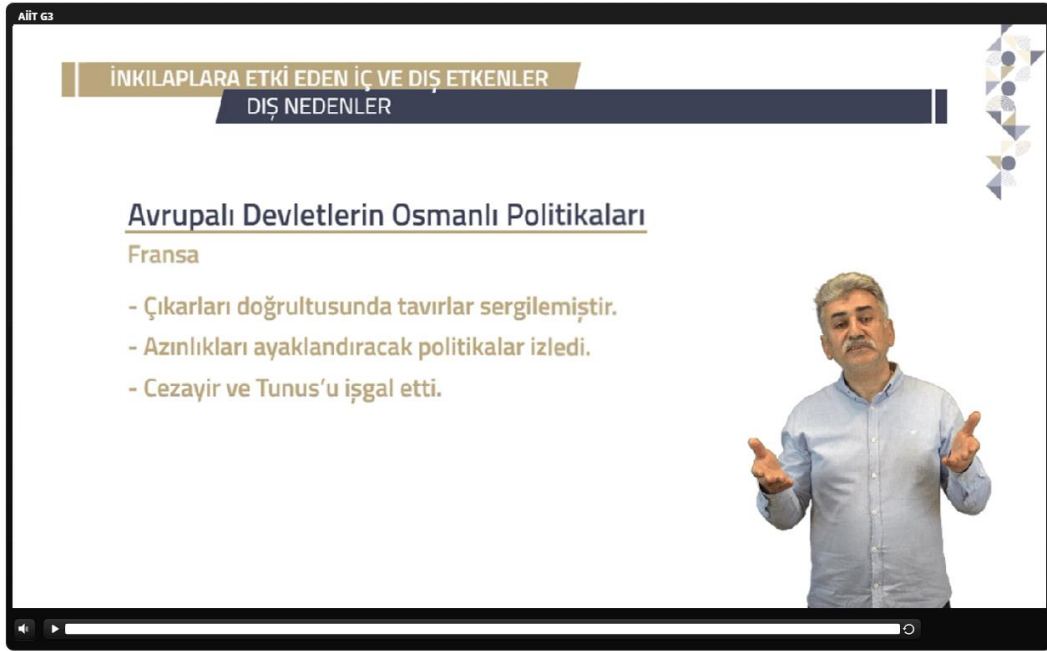 AİİT G3
İNKILAPLARA ETKİ EDEN İÇ VE DIŞ ETKENLER
DIŞ NEDENLER
Avrupalı Devletlerin Osmanlı Politikaları
Fransa
- Çıkarları doğrultusunda tavırlar sergilemiştir.
- Azınlıkları ayaklandıracak politikalar izledi.
- Cezayir ve Tunus'u işgal etti.